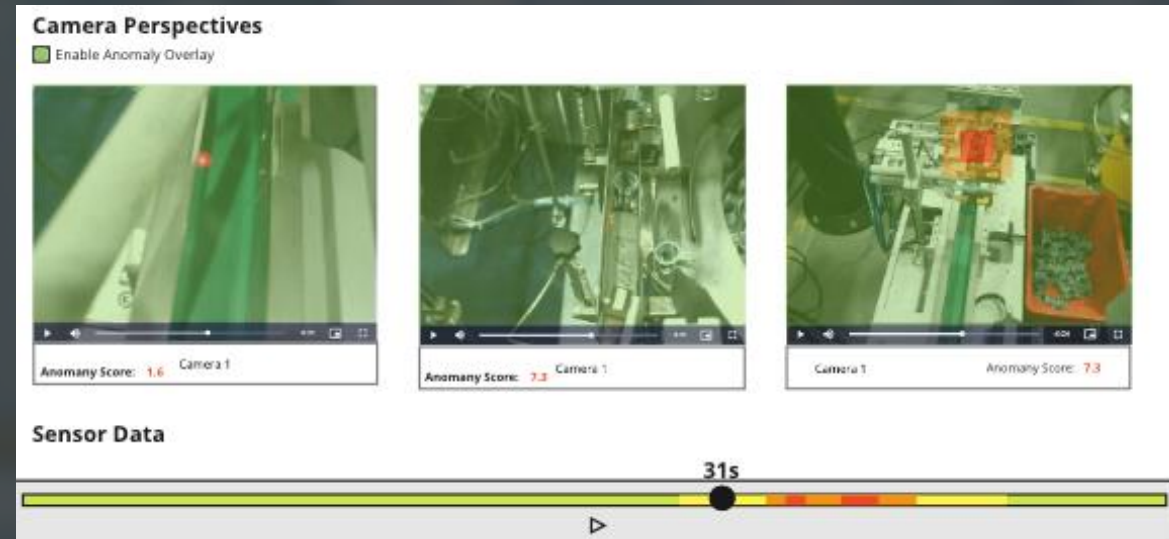 Camera Perspectives
Enable Anomaly Overlay
Anomany Score: 1.6 Camera 1
Anomany Score: 7.3 Camera 1
Camera 1 Anomany Score: 7.3
Sensor Data
31s